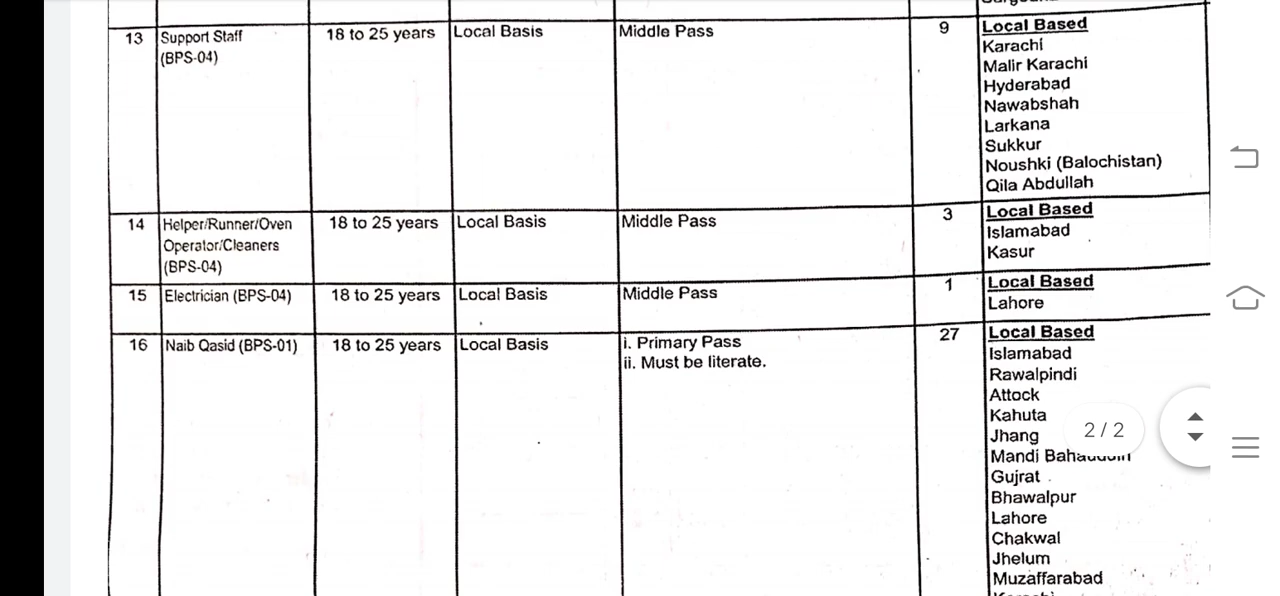 13 Support Staff 18 to 25 years Local Basis Middle Pass 9 Local Based
(BPS-04) Karachi
Malir Karachi
Hyderabad
Nawabshah
Larkana
Sukkur
Noushki (Balochistan)
Qila Abdullah
14 Helper/Runner/Oven 18 to 25 years Local Basis Middle Pass 3 Local Based
Operator/Cleaners Islamabad
(BPS-04) Kasur
15 Electrician (BPS-04) 18 to 25 years Local Basis Middle Pass 1 Local Based
Lahore
16 Naib Qasid (BPS-01) 18 to 25 years Local Basis i. Primary Pass 27 Local Based
ii. Must be literate. Islamabad
Rawalpindi
Attock
Kahuta
Jhang 2 / 2
Mandi
Gujrat
Bhawalpur
Lahore
Chakwal
Jhelum
Muzaffarabad